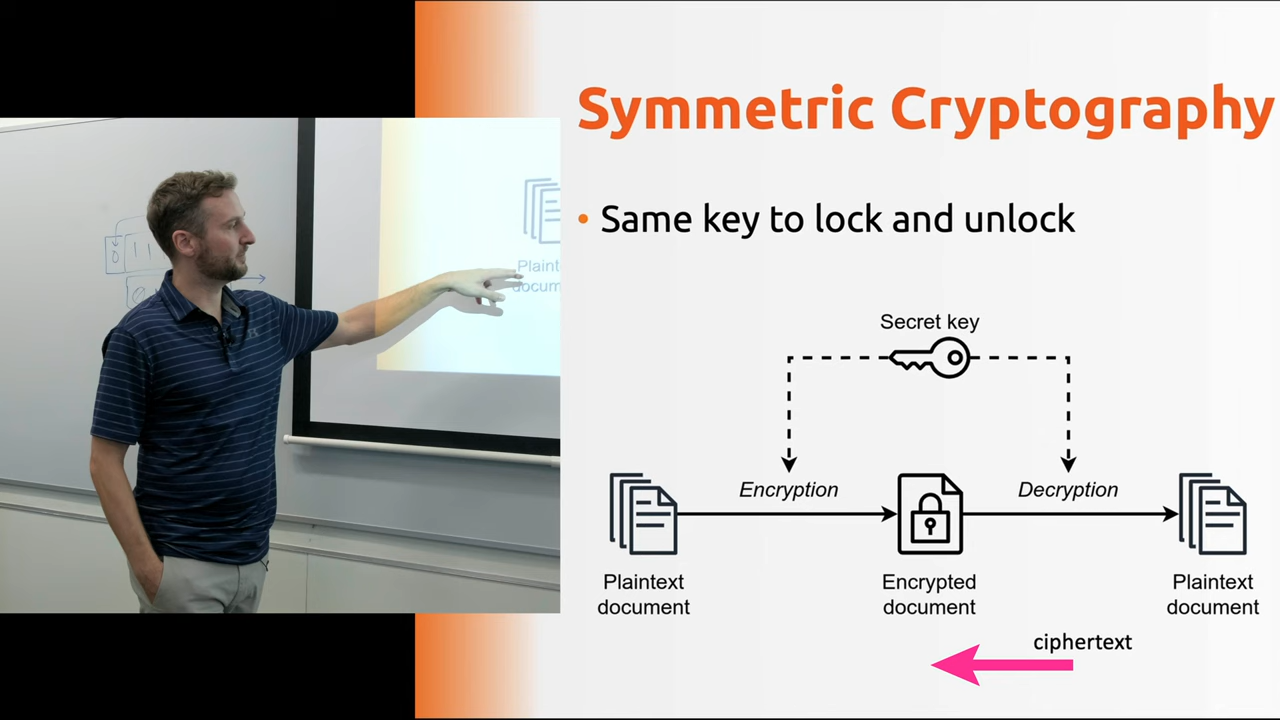 Symmetric Cryptography
• Same key to lock and unlock
Secret key
Encryption
Decryption
Plaintext
document
Encrypted
document
Plaintext
document
ciphertext